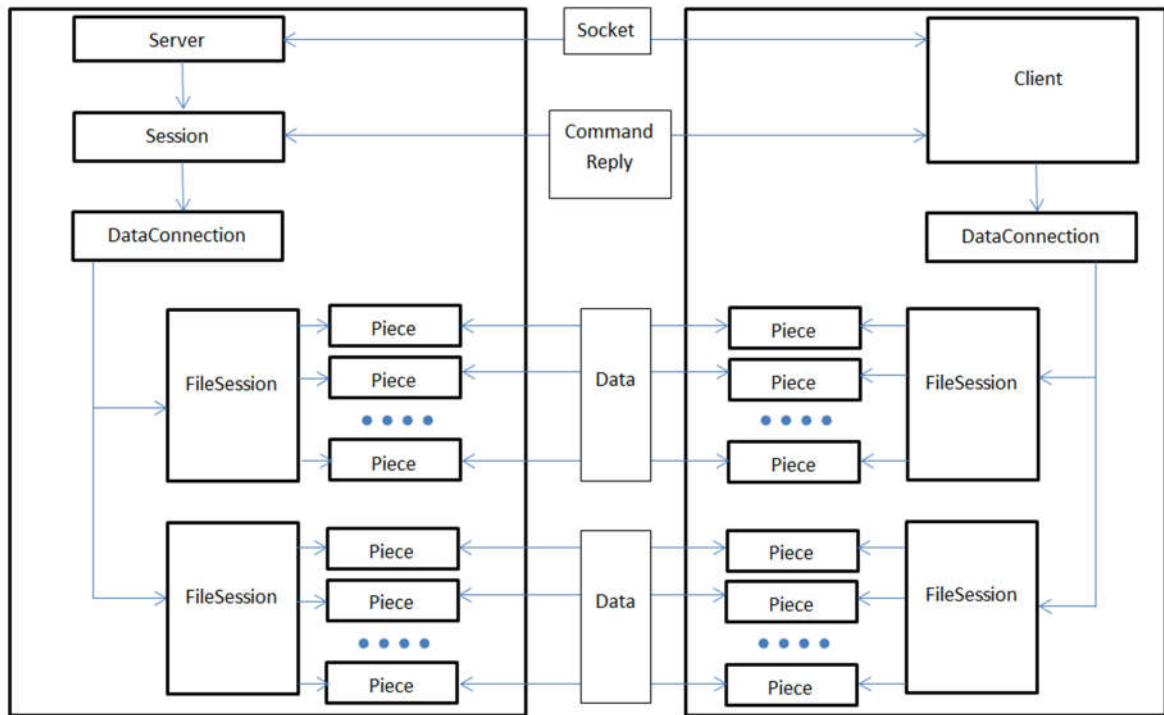 Server
Socket
Client
Session
Command
Reply
DataConnection
DataConnection
FileSession
Piece
Piece
Piece
Data
Piece
Piece
Piece
FileSession
FileSession
Piece
Piece
Piece
Data
Piece
Piece
Piece
FileSession